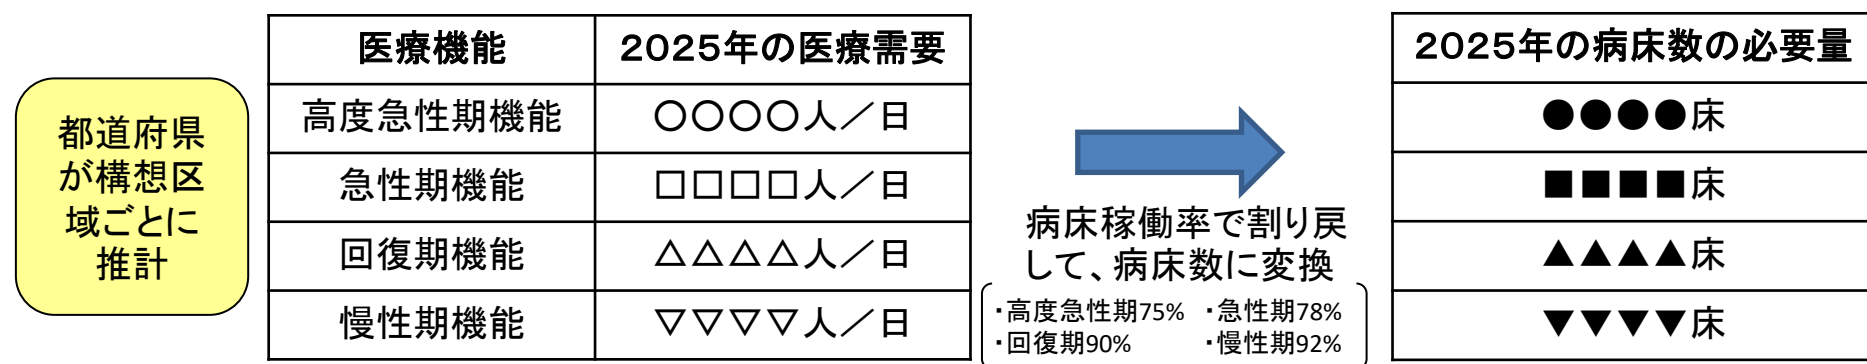 都道府県
が構想区
域ごとに
推計
医療機能 2025年の医療需要
高度急性期機能 〇〇〇〇人／日
急性期機能 □□□□人／日
回復期機能 △△△△人／日
慢性期機能 ▽▽▽▽人／日
病床稼働率で割り戻
して、病床数に変換
・高度急性期75% ・急性期78%
・回復期90% ・慢性期92%
2025年の病床数の必要量
●●●●床
■■■■床
▲▲▲▲床
▼▼▼▼床